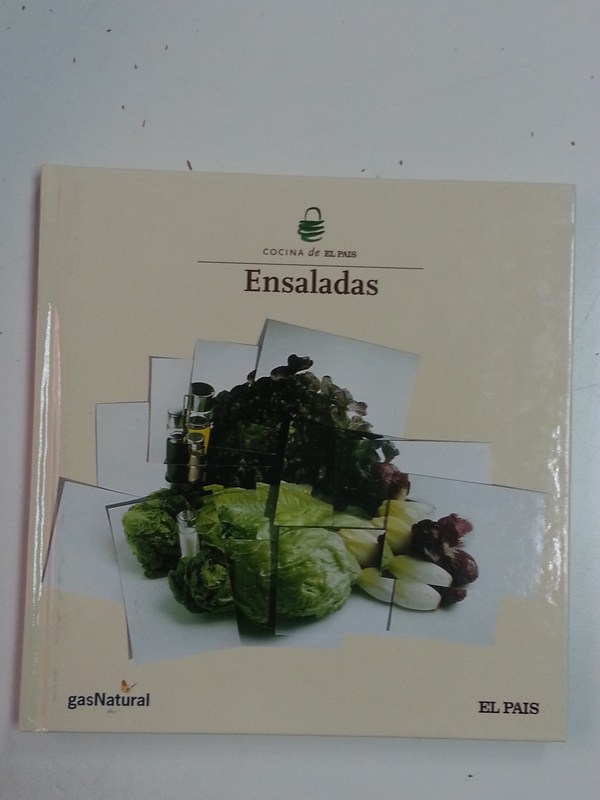 COCINA de EL PAIS
Ensaladas
gasNatural
EL PAIS